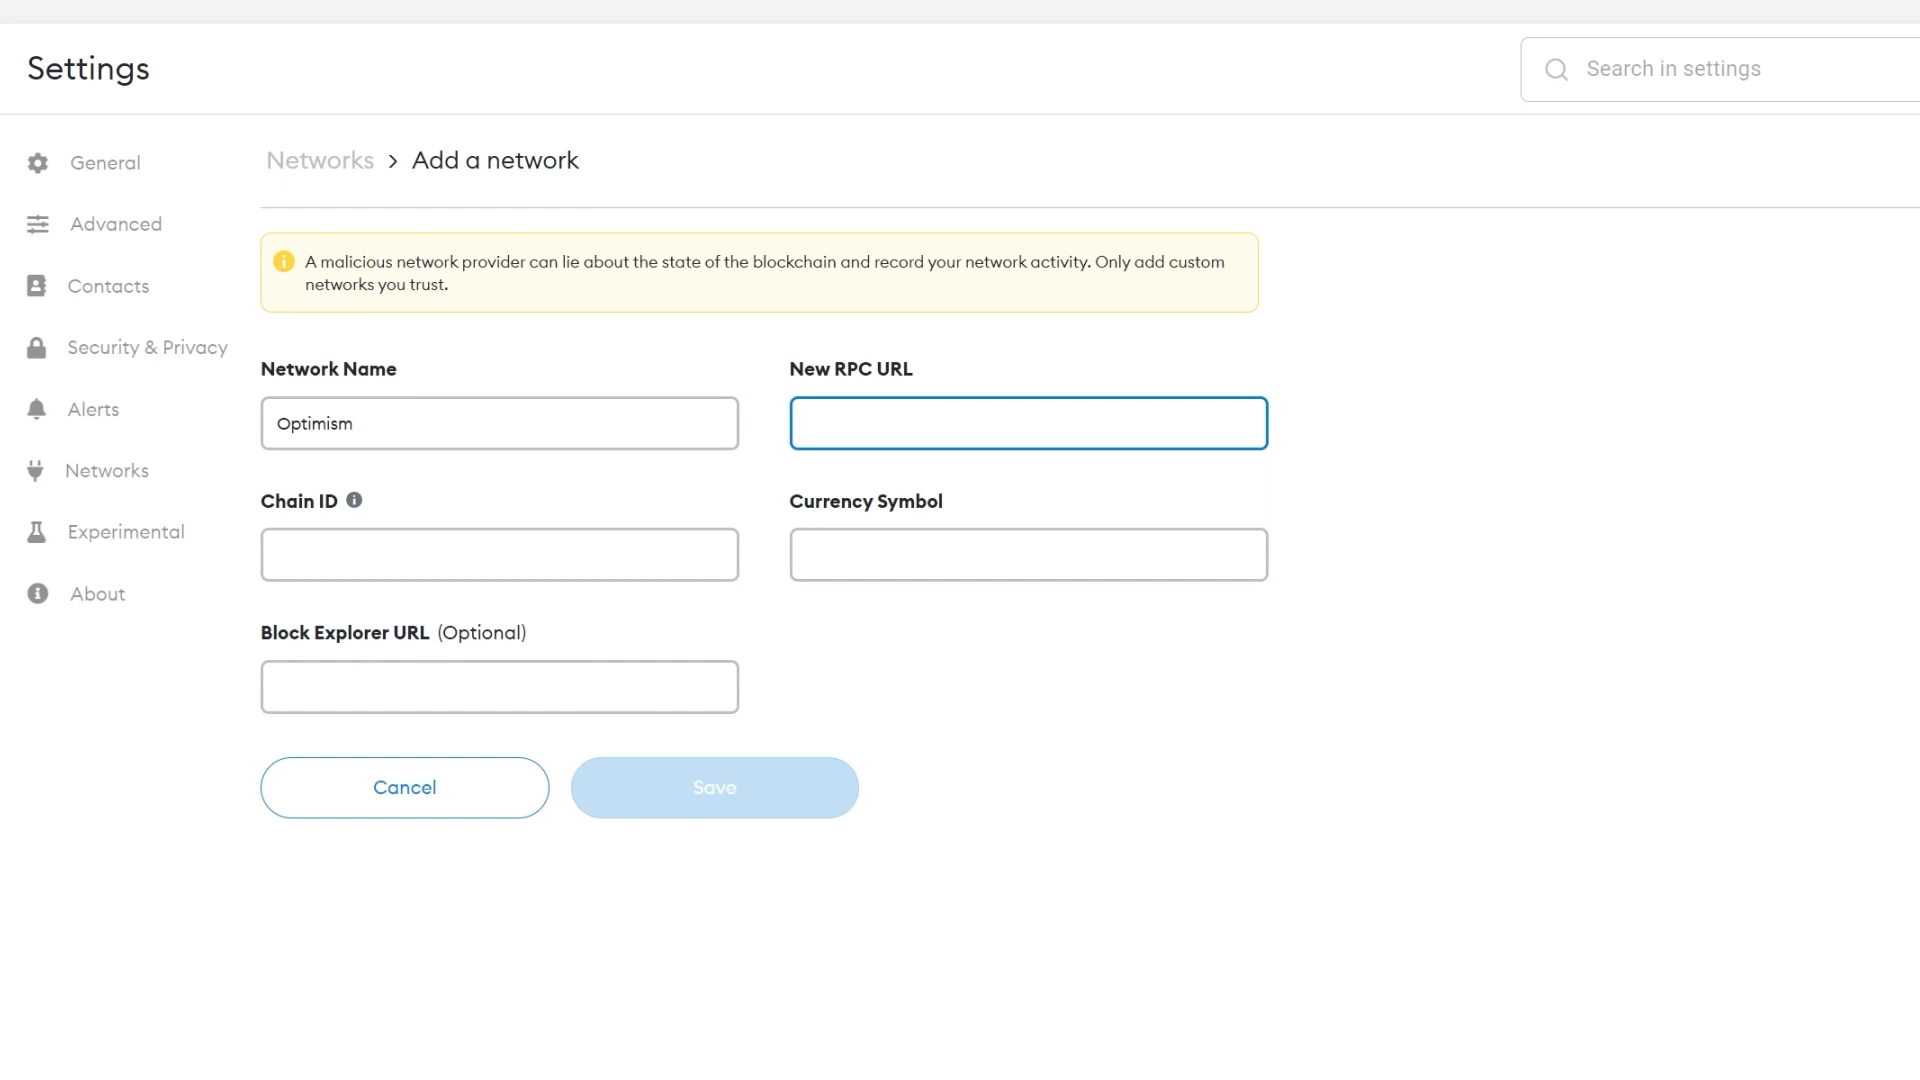 Settings
Search in settings
General
Advanced
Contacts
Security & Privacy
Alerts
Networks
Experimental
About
Networks > Add a network
A malicious network provider can lie about the state of the blockchain and record your network activity. Only add custom
networks you trust.
Network Name
Optimism
New RPC URL
Chain ID
Currency Symbol
Block Explorer URL (Optional)
Cancel
Save